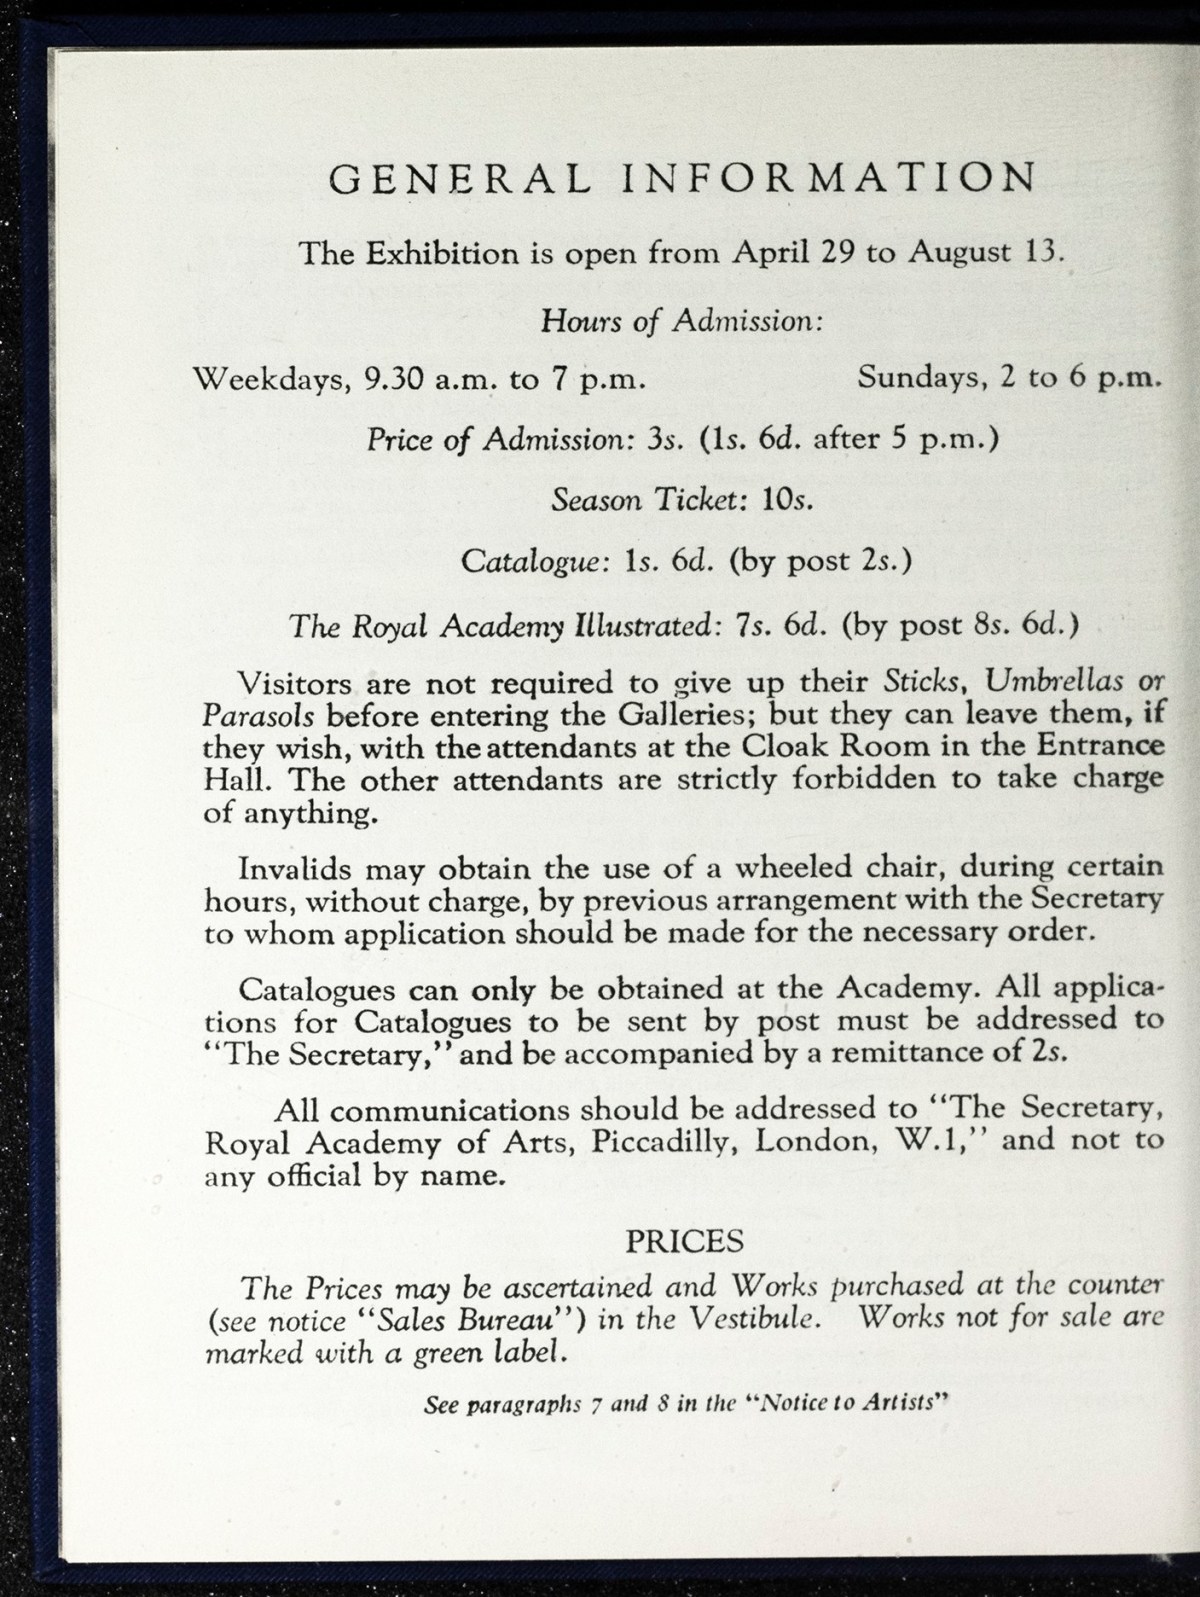 GENERAL INFORMATION
The Exhibition is open from April 29 to August 13.
Hours of Admission:
Weekdays, 9.30 a.m. to 7 p.m. Sundays, 2 to 6 p.m.
Price of Admission: 3s. (1s. 6d. after 5 p.m.)
Season Ticket: 10s.
Catalogue: 1s. 6d. (by post 2s.)
The Royal Academy Illustrated: 7s. 6d. (by post 8s. 6d.)
Visitors are not required to give up their Sticks, Umbrellas or
Parasols before entering the Galleries; but they can leave them, if
they wish, with the attendants at the Cloak Room in the Entrance
Hall. The other attendants are strictly forbidden to take charge
of anything.
Invalids may obtain the use of a wheeled chair, during certain
hours, without charge, by previous arrangement with the Secretary
to whom application should be made for the necessary order.
Catalogues can only be obtained at the Academy. All applica-
tions for Catalogues to be sent by post must be addressed to
“The Secretary,” and be accompanied by a remittance of 2s.
All communications should be addressed to “The Secretary,
Royal Academy of Arts, Piccadilly, London, W.1,” and not to
any official by name.
PRICES
The Prices may be ascertained and Works purchased at the counter
(see notice “Sales Bureau”) in the Vestibule. Works not for sale are
marked with a green label.
See paragraphs 7 and 8 in the “Notice to Artists”